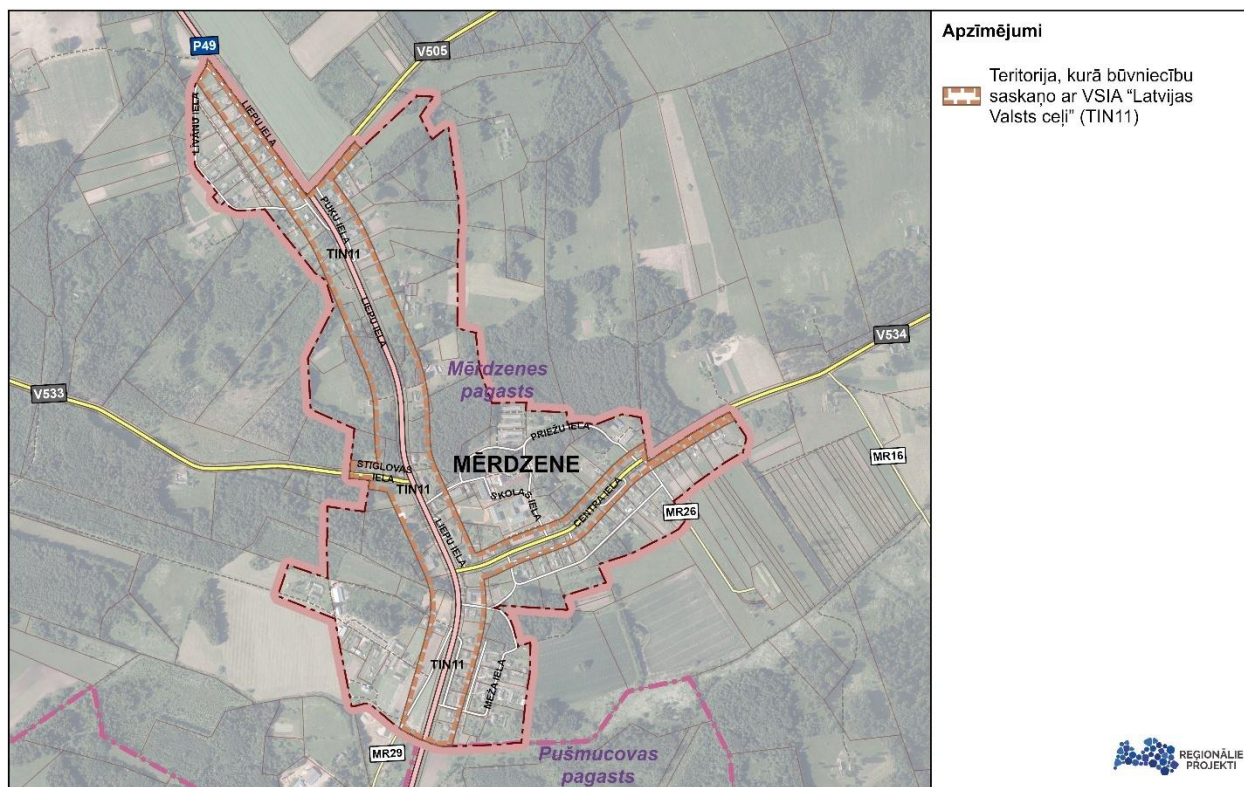 P49
V505
LĪVĀNU IELA
LIEPU IELA
PUĶU IELA
TIN11
LIEPU IELA
V534
Mērdzenes
pagasts
V533
PRIEŽU IELA
MĒRDZENE
STIGLOVAS
IELA
MR16
TIN11
SKOLAS IELA
CENTRA IELA
MR26
LIEPU IELA
TIN11
MEŽA IELA
MR29
Pušmucovas
pagasts
Apzīmējumi
Teritorija, kurā būvniecību
saskaņo ar VSIA “Latvijas
Valsts ceļi” (TIN11)
REĢIONĀLIE
PROJEKTI